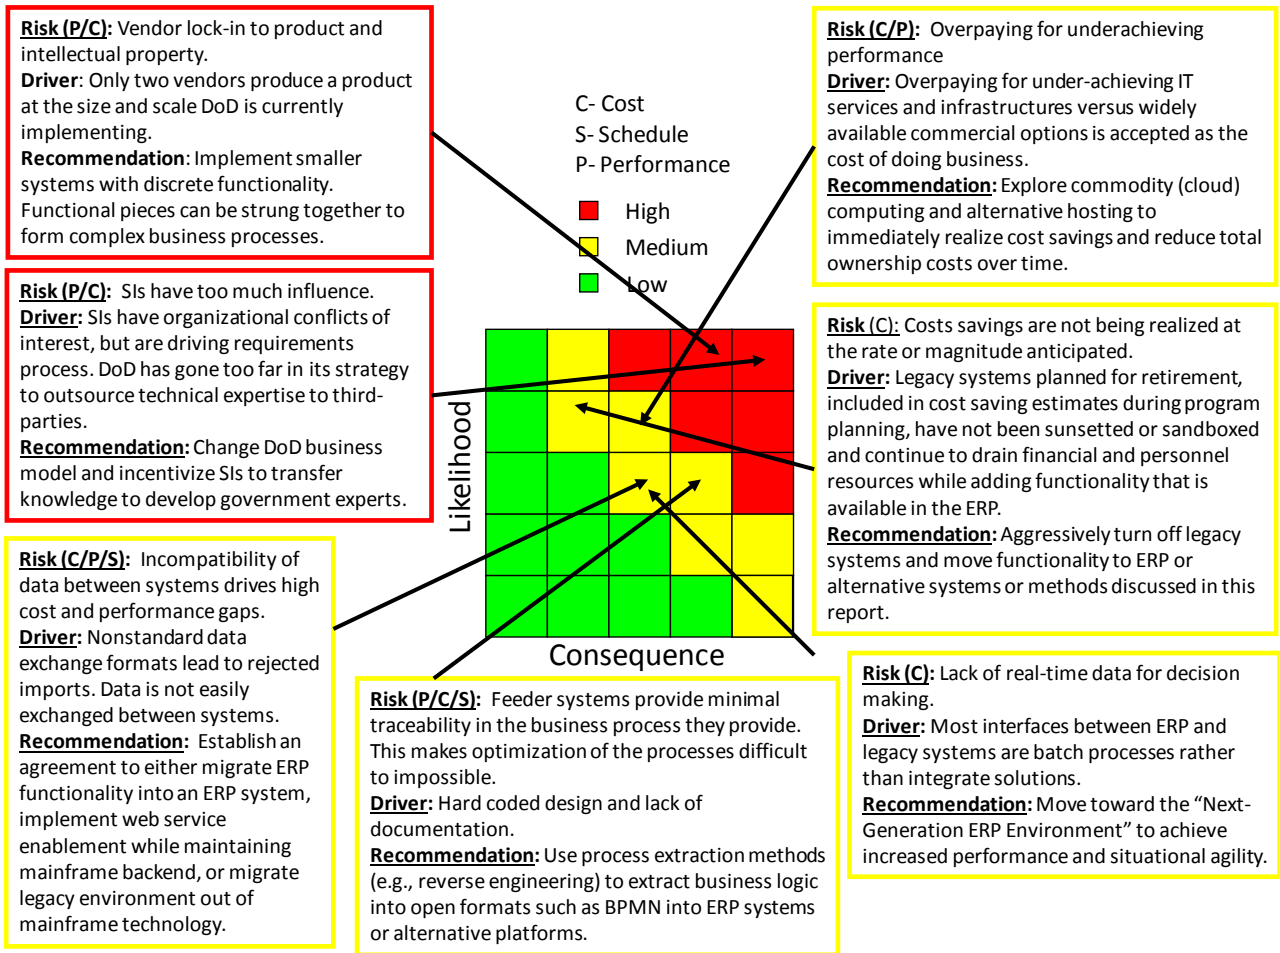 Risk (P/C): Vendor lock-in to product and
intellectual property.
Driver: Only two vendors produce a product
at the size and scale DoD is currently
implementing.
Recommendation: Implement smaller
systems with discrete functionality.
Functional pieces can be strung together to
form complex business processes.
Risk (P/C): SIs have too much influence.
Driver: SIs have organizational conflicts of
interest, but are driving requirements
process. DoD has gone too far in its strategy
to outsource technical expertise to third-
parties.
Recommendation: Change DoD business
model and incentivize SIs to transfer
knowledge to develop government experts.
Risk (C/P/S): Incompatibility of
data between systems drives high
cost and performance gaps.
Driver: Nonstandard data
exchange formats lead to rejected
imports. Data is not easily
exchanged between systems.
Recommendation: Establish an
agreement to either migrate ERP
functionality into an ERP system,
implement web service
enablement while maintaining
mainframe backend, or migrate
legacy environment out of
mainframe technology.
C- Cost
S- Schedule
P- Performance
High
Medium
Low
Likelihood
Consequence
Risk (P/C/S): Feeder systems provide minimal
traceability in the business process they provide.
This makes optimization of the processes difficult
to impossible.
Driver: Hard coded design and lack of
documentation.
Recommendation: Use process extraction methods
(e.g., reverse engineering) to extract business logic
into open formats such as BPMN into ERP systems
or alternative platforms.
Risk (C/P): Overpaying for underachieving
performance
Driver: Overpaying for under-achieving IT
services and infrastructures versus widely
available commercial options is accepted as the
cost of doing business.
Recommendation: Explore commodity (cloud)
computing and alternative hosting to
immediately realize cost savings and reduce total
ownership costs over time.
Risk (C): Costs savings are not being realized at
the rate or magnitude anticipated.
Driver: Legacy systems planned for retirement,
included in cost saving estimates during program
planning, have not been sunsetted or sandboxed
and continue to drain financial and personnel
resources while adding functionality that is
available in the ERP.
Recommendation: Aggressively turn off legacy
systems and move functionality to ERP or
alternative systems or methods discussed in this
report.
Risk (C): Lack of real-time data for decision
making.
Driver: Most interfaces between ERP and
legacy systems are batch processes rather
than integrate solutions.
Recommendation: Move toward the “Next-
Generation ERP Environment” to achieve
increased performance and situational agility.